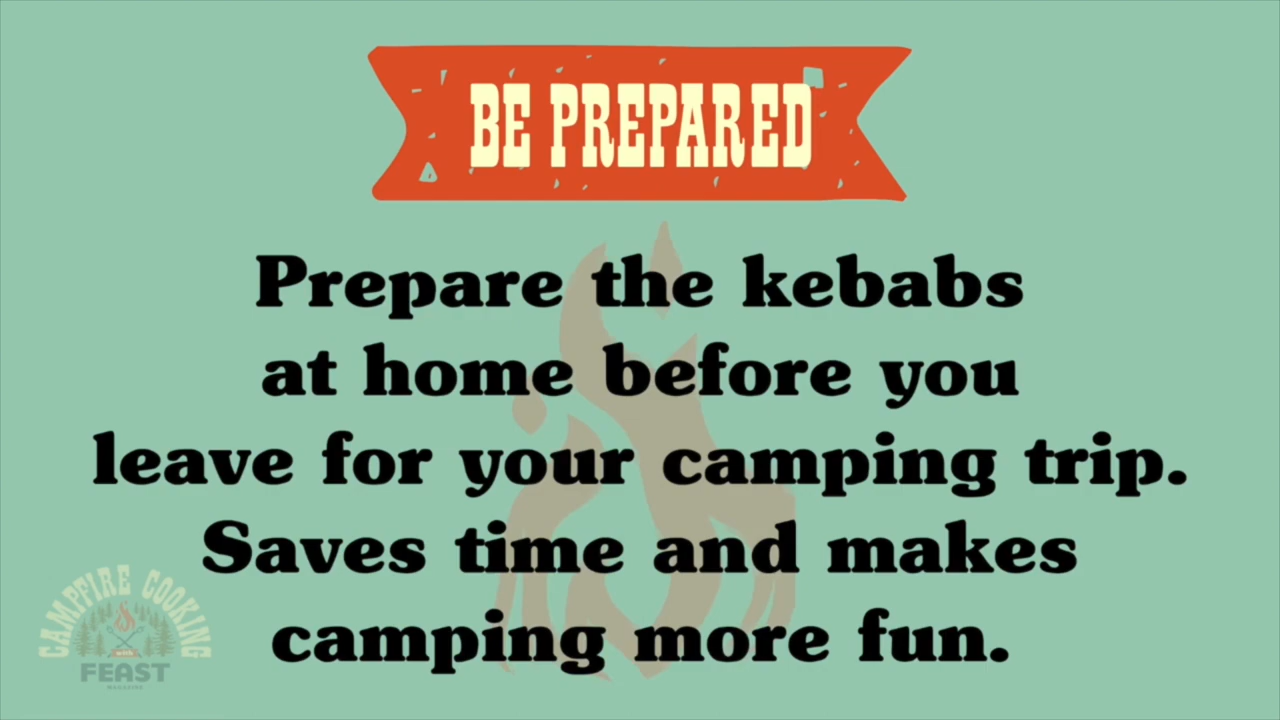 BE PREPARED
Prepare the kebabs
at home before you
leave for your camping trip.
Saves time and makes
camping more fun.
CAMPFIRE COOKING
FEAST
MAGAZINE